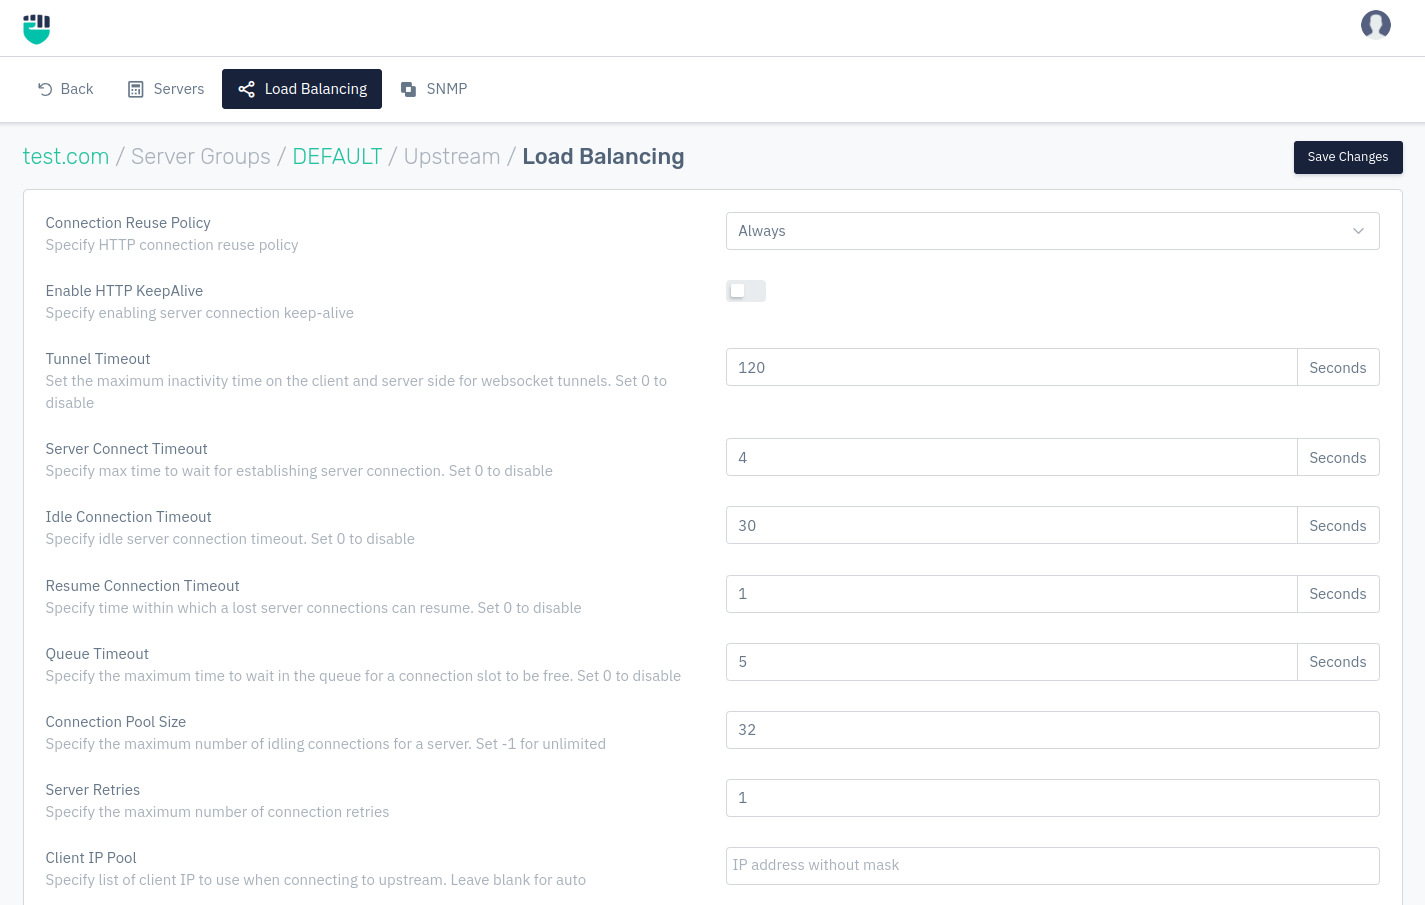 Back Servers Load Balancing SNMP
test.com / Server Groups / DEFAULT / Upstream / Load Balancing
Save Changes
Connection Reuse Policy
Specify HTTP connection reuse policy
Always
Enable HTTP KeepAlive
Specify enabling server connection keep-alive
Tunnel Timeout
Set the maximum inactivity time on the client and server side for websocket tunnels. Set 0 to
disable
120 Seconds
Server Connect Timeout
Specify max time to wait for establishing server connection. Set 0 to disable
4 Seconds
Idle Connection Timeout
Specify idle server connection timeout. Set 0 to disable
30 Seconds
Resume Connection Timeout
Specify time within which a lost server connections can resume. Set 0 to disable
1 Seconds
Queue Timeout
Specify the maximum time to wait in the queue for a connection slot to be free. Set 0 to disable
5 Seconds
Connection Pool Size
Specify the maximum number of idling connections for a server. Set -1 for unlimited
32
Server Retries
Specify the maximum number of connection retries
1
Client IP Pool
Specify list of client IP to use when connecting to upstream. Leave blank for auto
IP address without mask